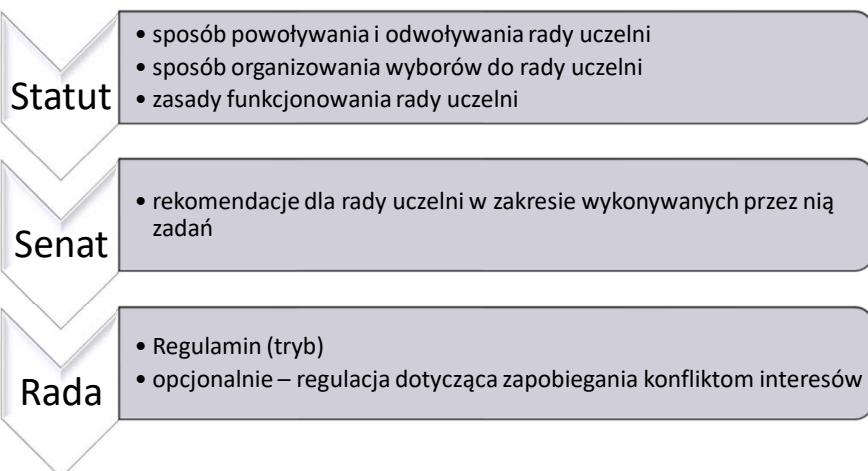 Statut
• sposób powoływania i odwoływania rady uczelni
• sposób organizowania wyborów do rady uczelni
• zasady funkcjonowania rady uczelni
Senat
• rekomendacje dla rady uczelni w zakresie wykonywanych przez nią
zadań
Rada
• Regulamin (tryb)
• opcjonalnie – regulacja dotycząca zapobiegania konfliktom interesów